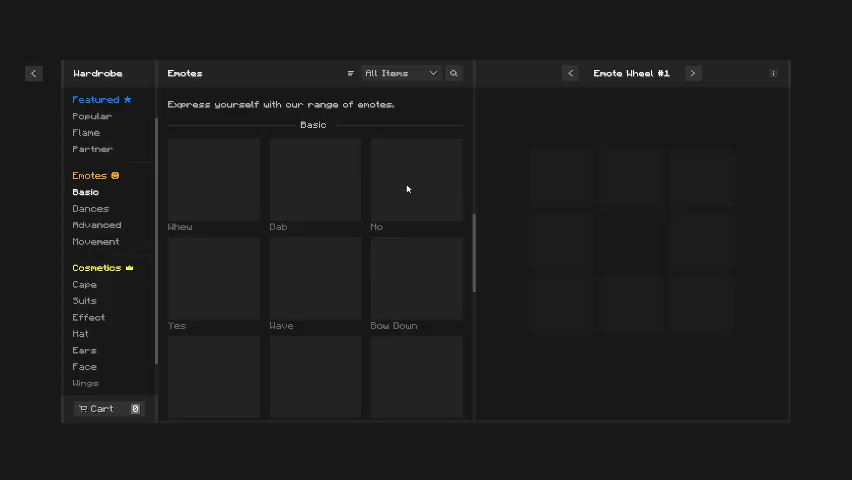 Wardrobe
Featured
Popular
Flame
Partner
Emotes
Basic
Dances
Advanced
Movement
Cosmetics
Cape
Suits
Effect
Hat
Ears
Face
Wings
Cart 0
Emotes
All Items
Express yourself with our range of emotes.
Basic
Whew Dab No
Yes Wave Bow Down
Emote Wheel #1
i